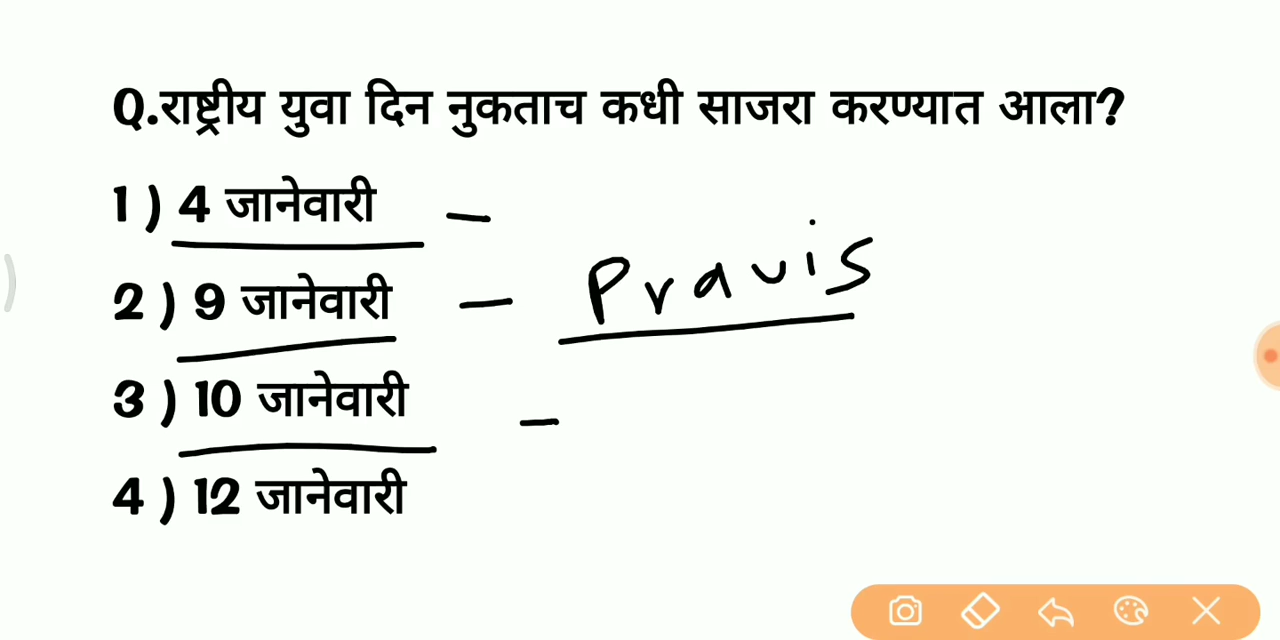 Q.राष्ट्रीय युवा दिन नुकताच कधी साजरा करण्यात आला?
1 ) 4 जानेवारी –
2 ) 9 जानेवारी – Pravis
3 ) 10 जानेवारी –
4 ) 12 जानेवारी